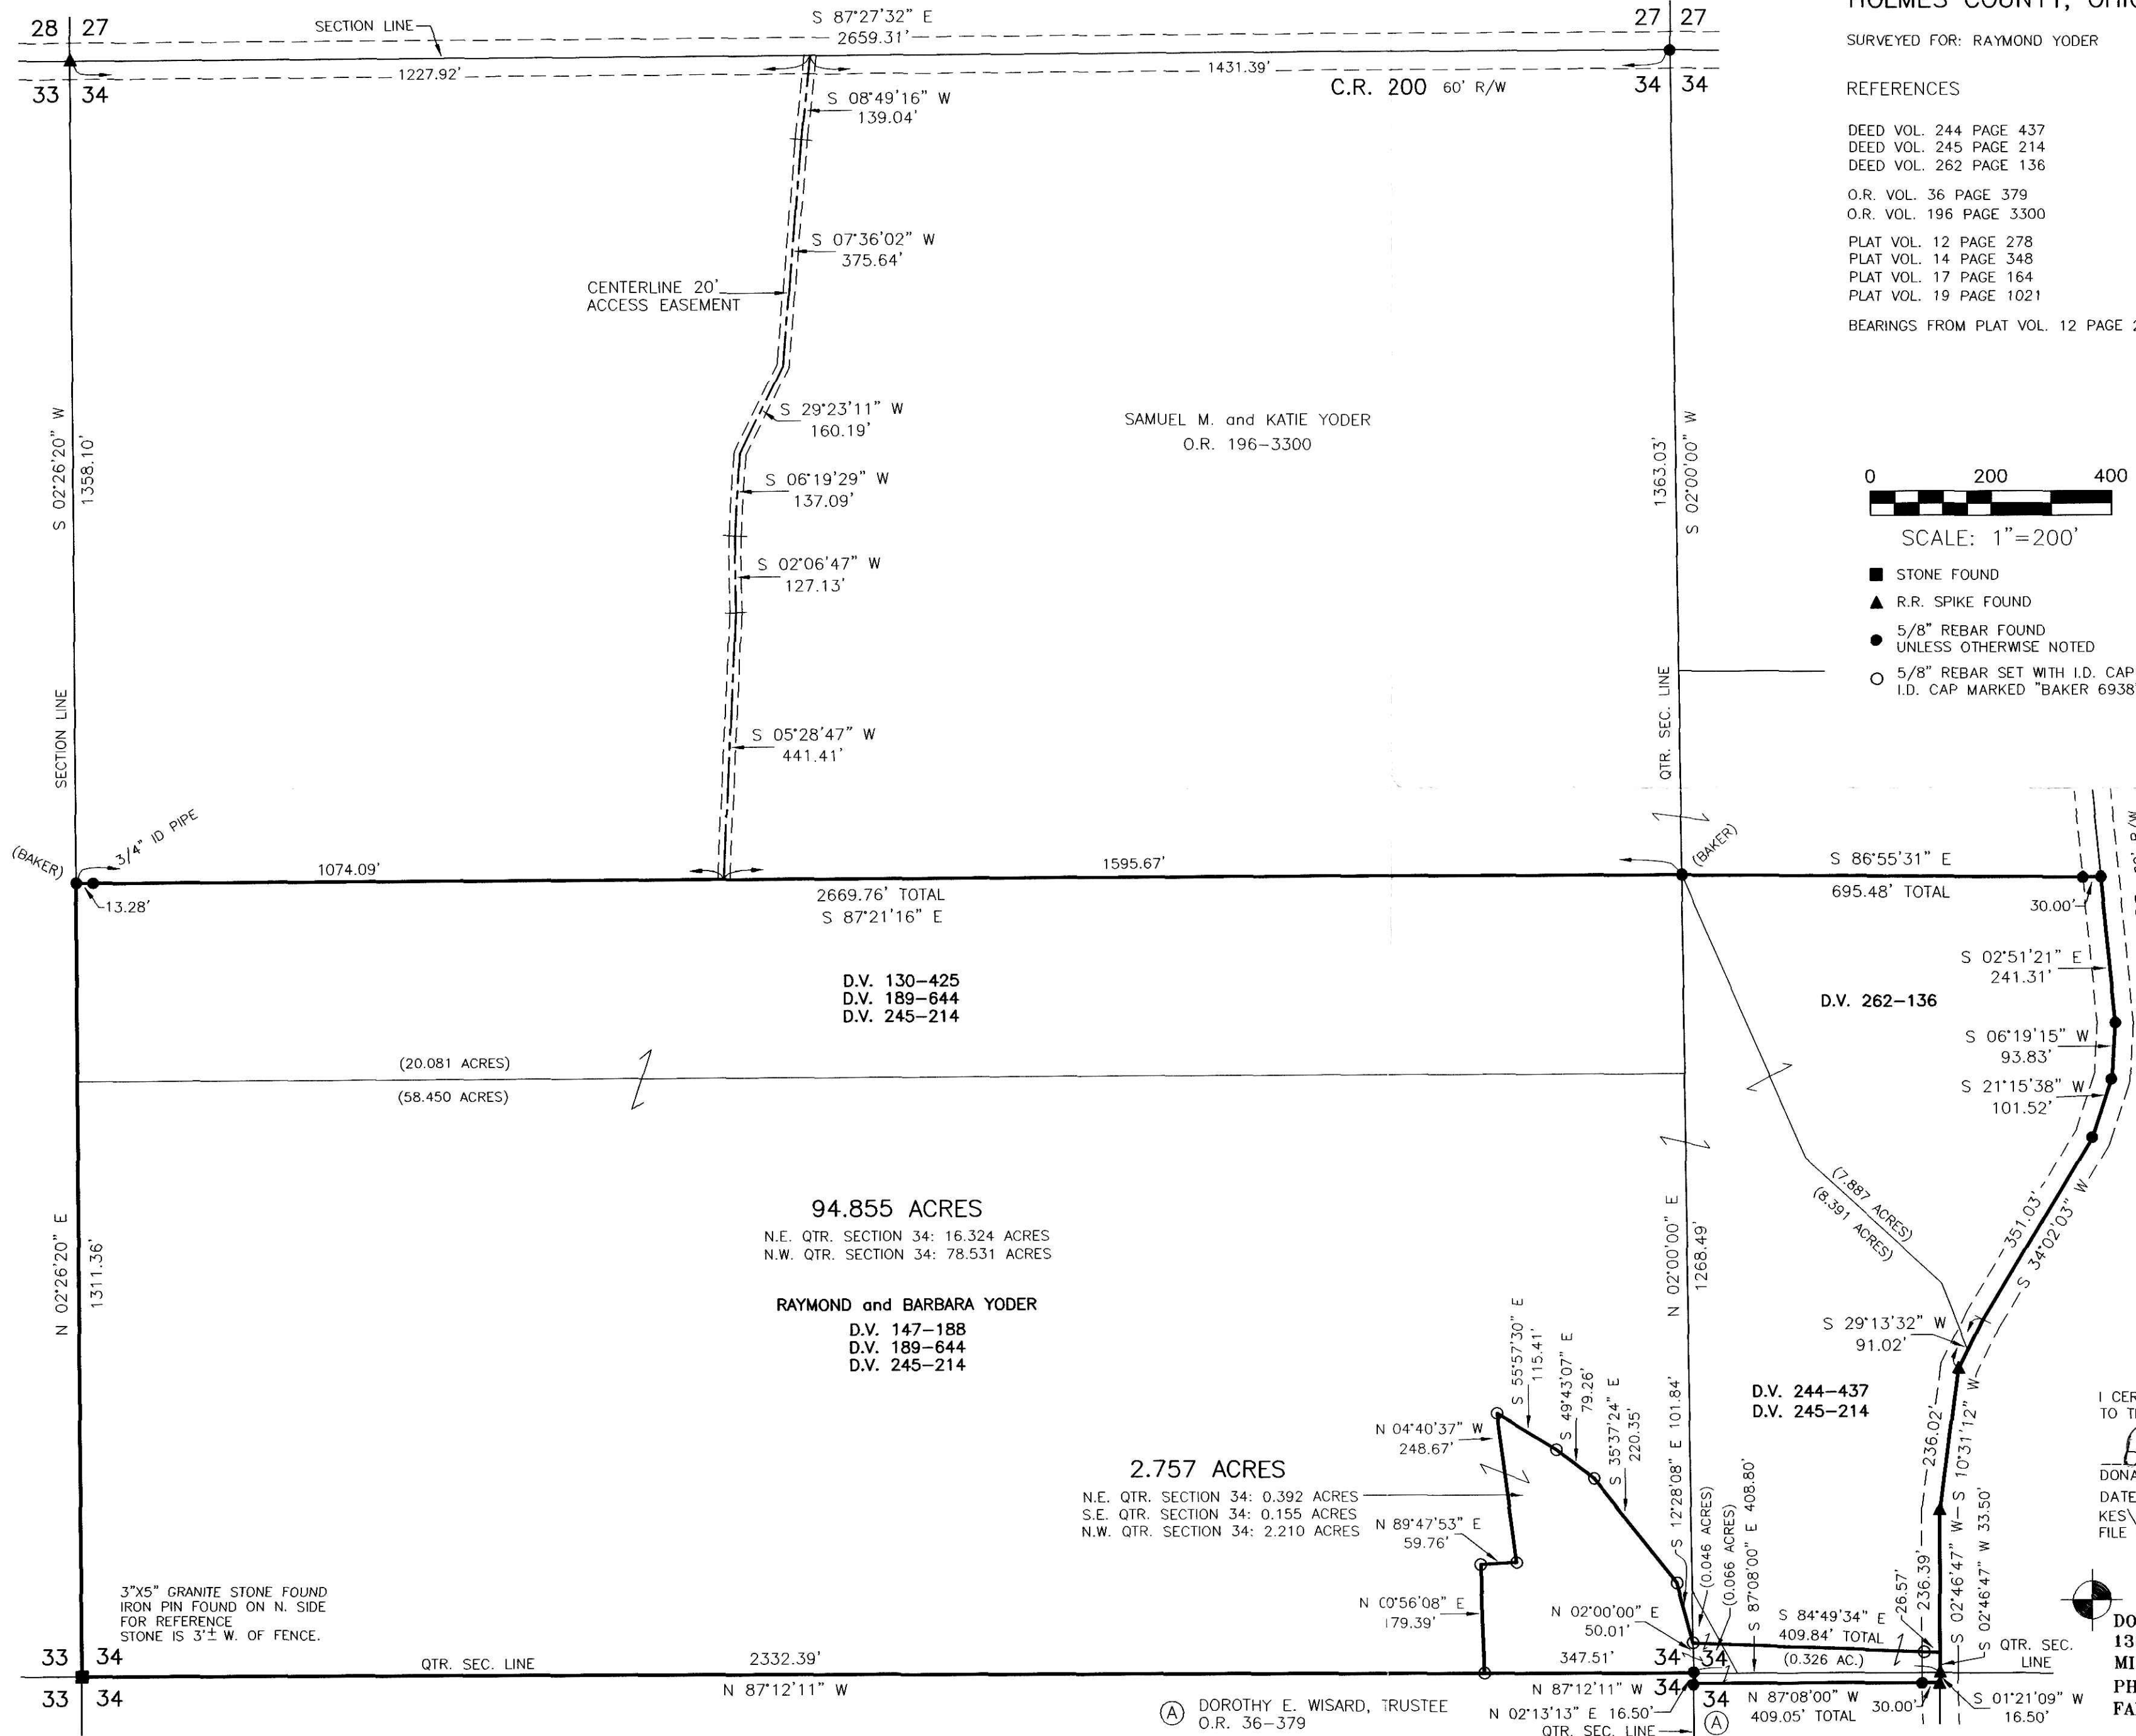 HOLMES COUNTY,
SURVEYED FOR: RAYMOND YODER
REFERENCES
DEED VOL. 244 PAGE 437
DEED VOL. 245 PAGE 214
DEED VOL. 262 PAGE 136
O.R. VOL. 36 PAGE 379
O.R. VOL. 196 PAGE 3300
PLAT VOL. 12 PAGE 278
PLAT VOL. 14 PAGE 348
PLAT VOL. 17 PAGE 164
PLAT VOL. 19 PAGE 1021
BEARINGS FROM PLAT VOL. 12 PAGE
28 27
33 34
SECTION LINE
S 87°27'32" E
2659.31'
1227.92'
1431.39'
C.R. 200 60' R/W
27 27
34 34
S 08°49'16" W
139.04'
S 07°36'02" W
375.64'
CENTERLINE 20'
ACCESS EASEMENT
S 29°23'11" W
160.19'
S 06°19'29" W
137.09'
S 02°06'47" W
127.13'
S 05°28'47" W
441.41'
SAMUEL M. and KATIE YODER
O.R. 196-3300
S 02°26'20" W
1358.10'
SECTION LINE
1363.03'
S 02°00'00" W
QTR. SEC. LINE
0 200 400
SCALE: 1"=200'
STONE FOUND
R.R. SPIKE FOUND
5/8" REBAR FOUND
UNLESS OTHERWISE NOTED
5/8" REBAR SET WITH I.D. CAP
I.D. CAP MARKED "BAKER 6938"
(BAKER)
3/4" ID PIPE
13.28'
1074.09'
1595.67'
2669.76' TOTAL
S 87°21'16" E
(BAKER)
S 86°55'31" E
695.48' TOTAL
30.00'
R/W
D.V. 130-425
D.V. 189-644
D.V. 245-214
S 02°51'21" E
241.31'
D.V. 262-136
S 06°19'15" W
93.83'
S 21°15'38" W
101.52'
(20.081 ACRES)
(58.450 ACRES)
(7.887 ACRES)
(8.391 ACRES)
351.03'
S 34°02'03" W
94.855 ACRES
N.E. QTR. SECTION 34: 16.324 ACRES
N.W. QTR. SECTION 34: 78.531 ACRES
RAYMOND and BARBARA YODER
D.V. 147-188
D.V. 189-644
D.V. 245-214
N 02°26'20" E
1311.36'
N 02°00'00" E
1268.49'
S 29°13'32" W
91.02'
D.V. 244-437
D.V. 245-214
236.02'
S 10°31'12" W
S 55°57'30" E
115.41'
S 49°43'07" E
79.26'
S 35°37'24" E
220.35'
S 12°28'08" E 101.84'
N 04°40'37" W
248.67'
2.757 ACRES
N.E. QTR. SECTION 34: 0.392 ACRES
S.E. QTR. SECTION 34: 0.155 ACRES
N.W. QTR. SECTION 34: 2.210 ACRES
N 89°47'53" E
59.76'
N 00°56'08" E
179.39'
N 02°00'00" E
50.01'
(0.046 ACRES)
(0.066 ACRES)
S 87°08'00" E 408.80'
S 84°49'34" E
409.84' TOTAL
(0.326 AC.)
26.57'
236.39'
S 02°46'47" W
S 02°46'47" W 33.50'
QTR. SEC.
LINE
3"X5" GRANITE STONE FOUND
IRON PIN FOUND ON N. SIDE
FOR REFERENCE
STONE IS 3'± W. OF FENCE.
33 34
33 34
QTR. SEC. LINE
2332.39'
N 87°12'11" W
347.51'
34 34
34 34
N 87°12'11" W
N 02°13'13" E 16.50'
QTR. SEC. LINE
A
N 87°08'00" W
409.05' TOTAL
30.00'
S 01°21'09" W
16.50'
A DOROTHY E. WISARD, TRUSTEE
O.R. 36-379
I
TO
FILE